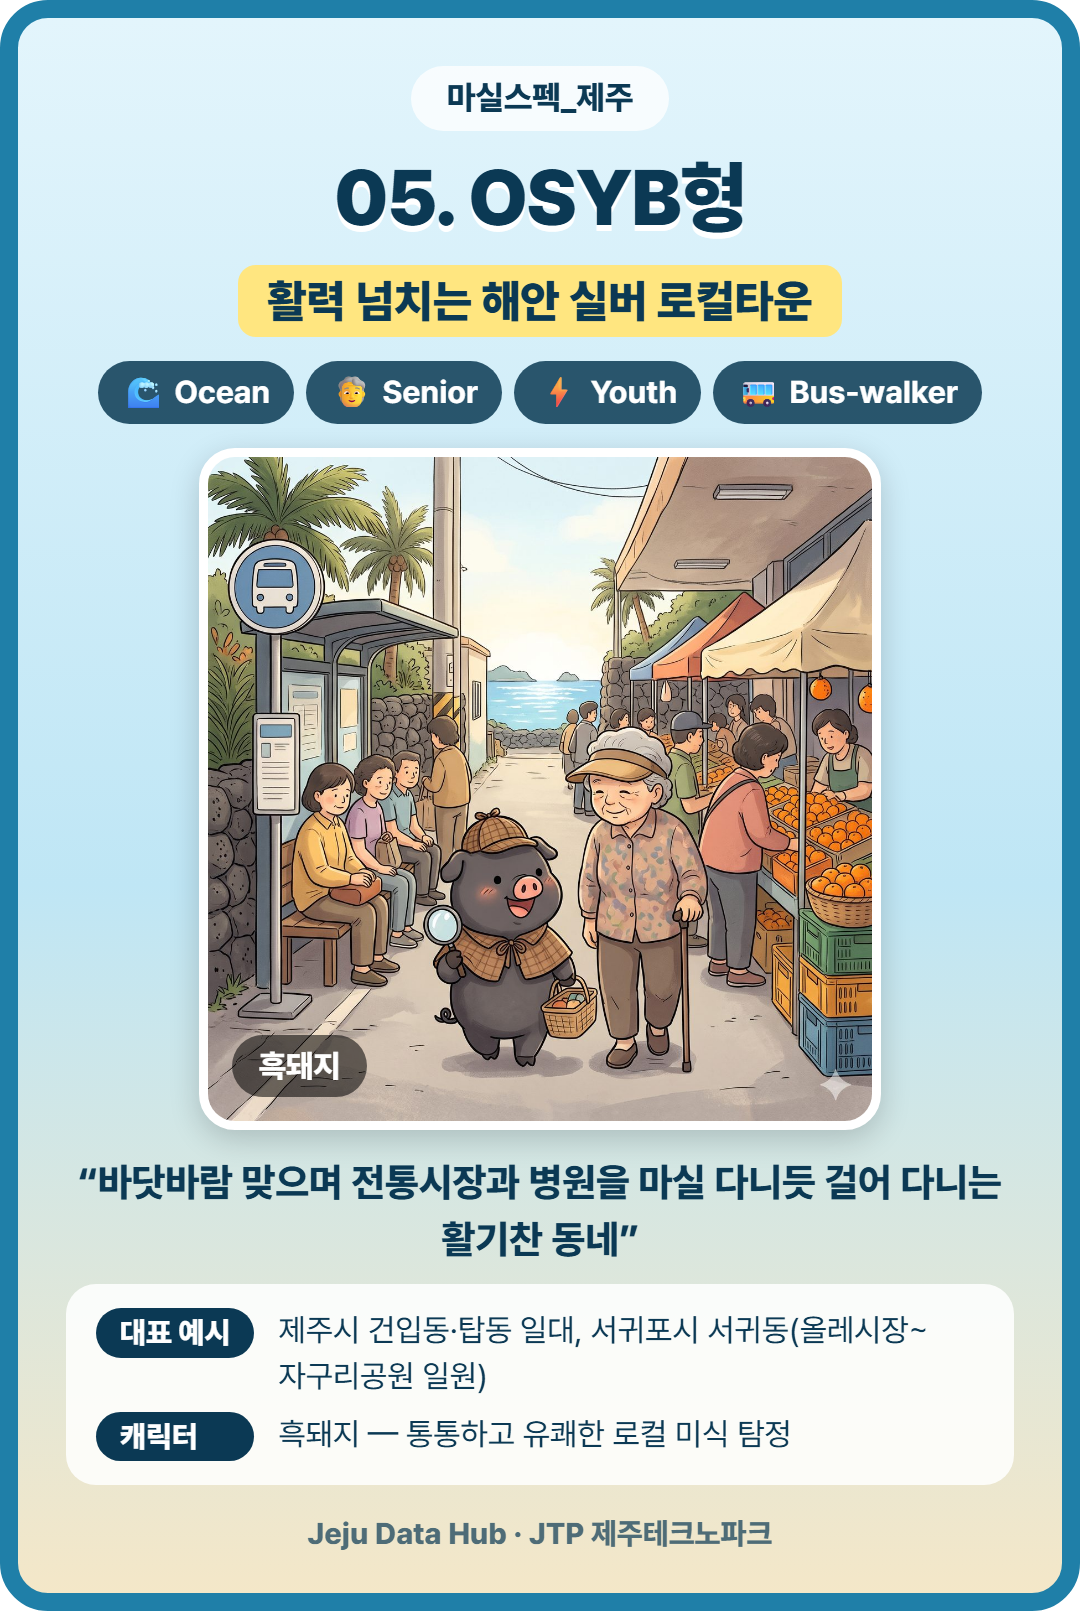 마실스펙_제주
05. OSYB형
활력 넘치는 해안 실버 로컬타운
Ocean
Senior
Youth
Bus-walker
흑돼지
“바닷바람 맞으며 전통시장과 병원을 마실 다니듯 걸어 다니는
활기찬 동네”
대표 예시
제주시 건입동·탑동 일대, 서귀포시 서귀동(올레시장~
자구리공원 일원)
캐릭터
흑돼지 — 통통하고 유쾌한 로컬 미식 탐정
Jeju Data Hub · JTP 제주테크노파크